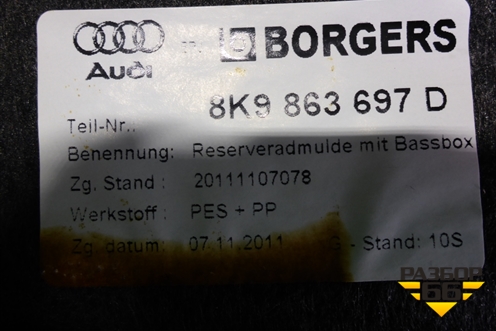 Audi BORGERS
Teil-Nr.: 8K9 863 697 D
Benennung: Reserveradmulde mit Bassbox
Zg. Stand : 20111107078
Werkstoff : PES + PP
Zg. datum: 07.11.2011 G - Stand: 10S
РАЗБОР
66